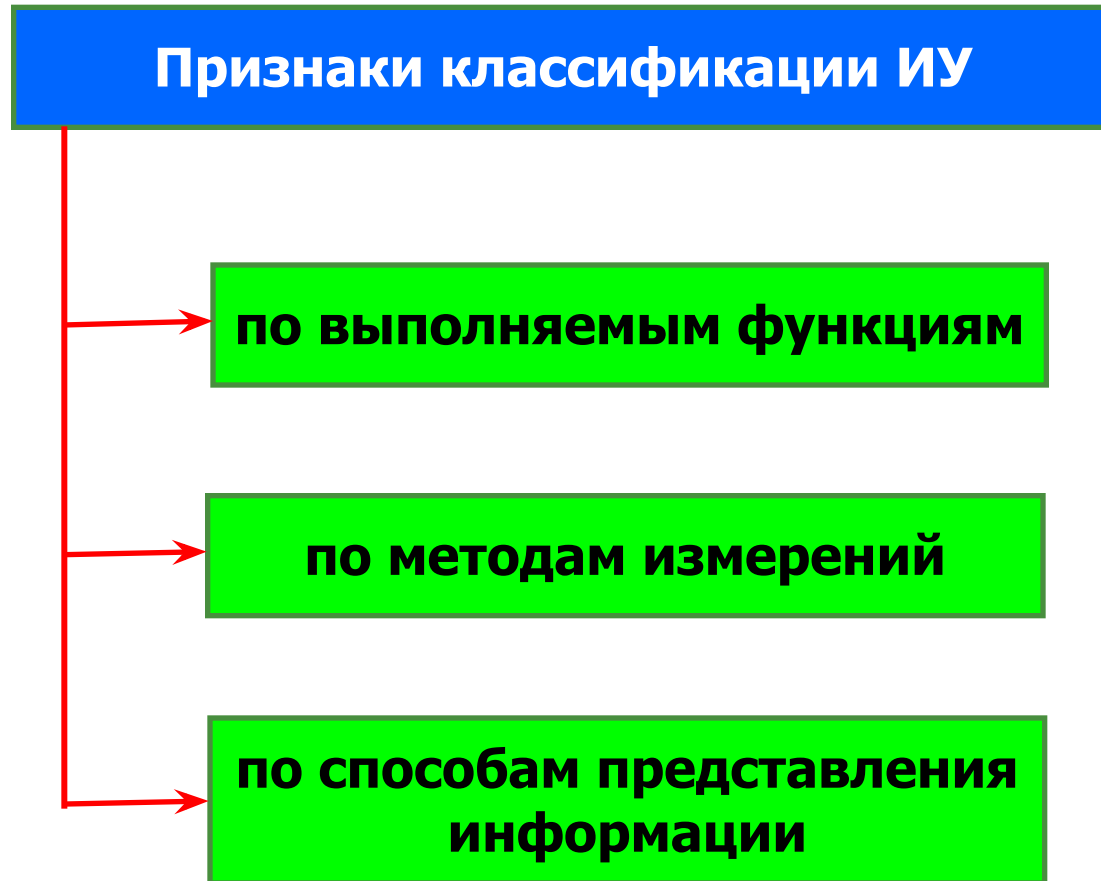 Признаки классификации ИУ
по выполняемым функциям
по методам измерений
по способам представления
информации